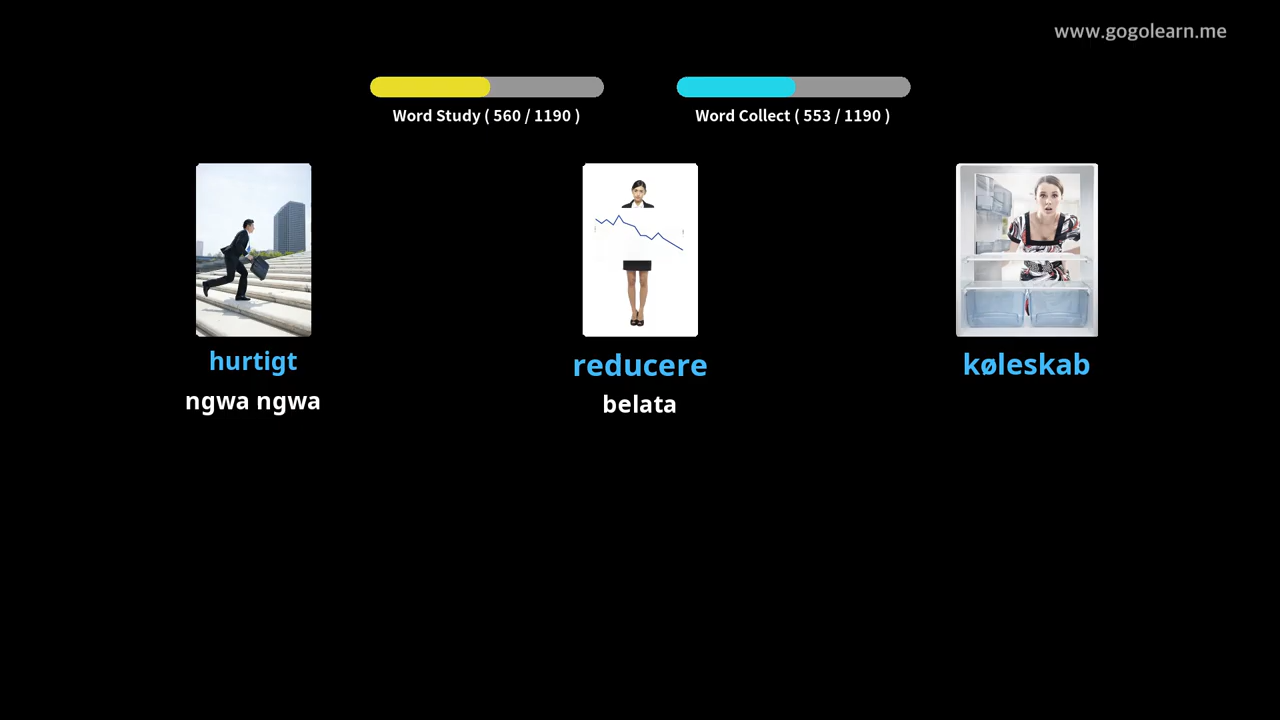 www.gogolearn.me
Word Study ( 560 / 1190 )
Word Collect ( 553 / 1190 )
hurtigt
ngwa ngwa
reducere
belata
køleskab